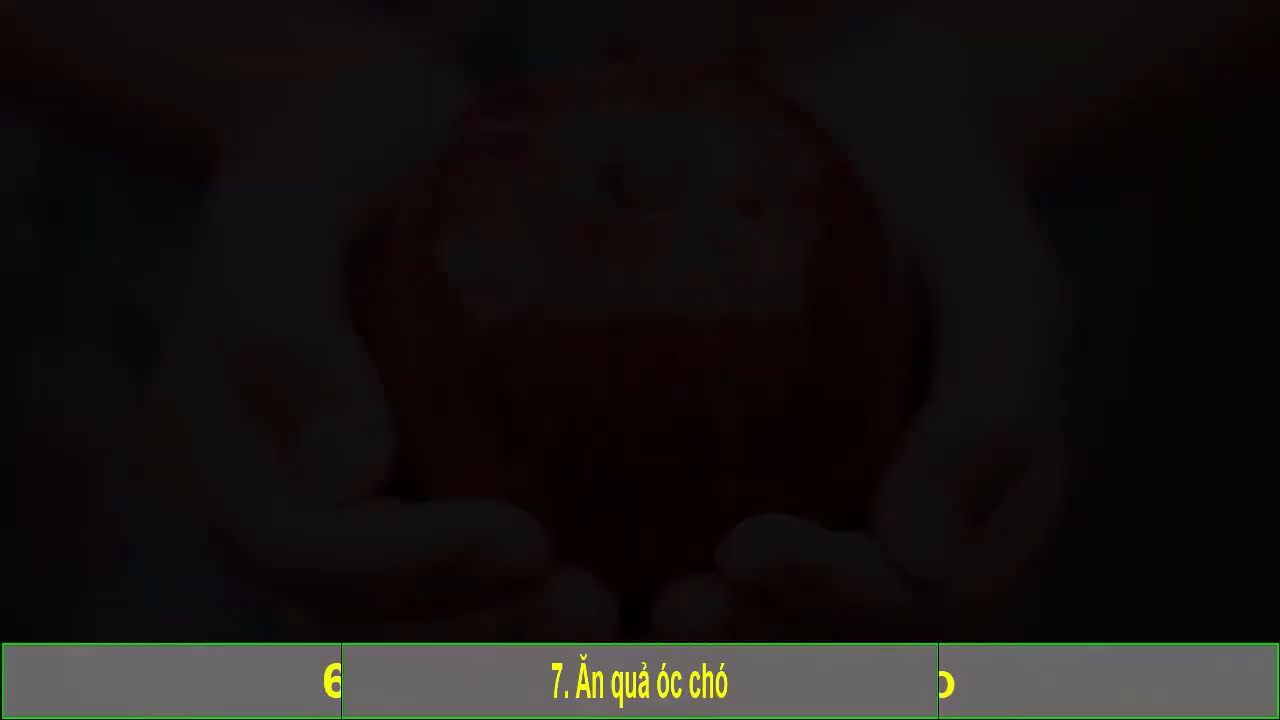 7. Ăn quả óc chó